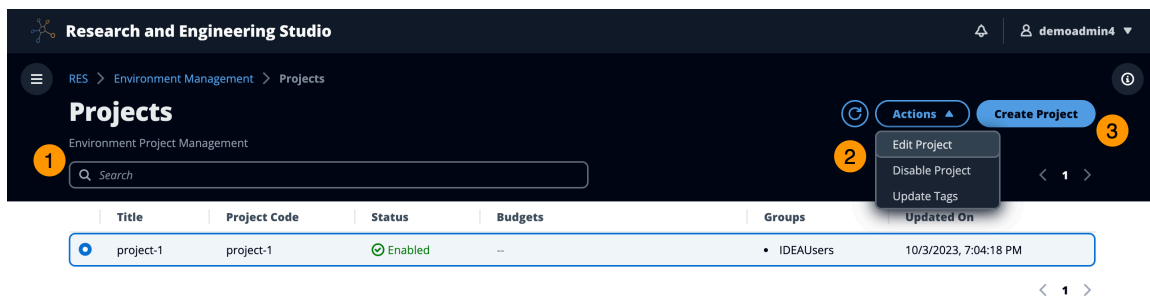 Research and Engineering Studio
demoadmin4
RES > Environment Management > Projects
Projects
Actions
Create Project
3
Environment Project Management
Edit Project
1
2
Search
Disable Project
< 1 >
Update Tags
Title Project Code Status Budgets Groups Updated On
project-1 project-1 Enabled -- • IDEAUsers 10/3/2023, 7:04:18 PM
< 1 >